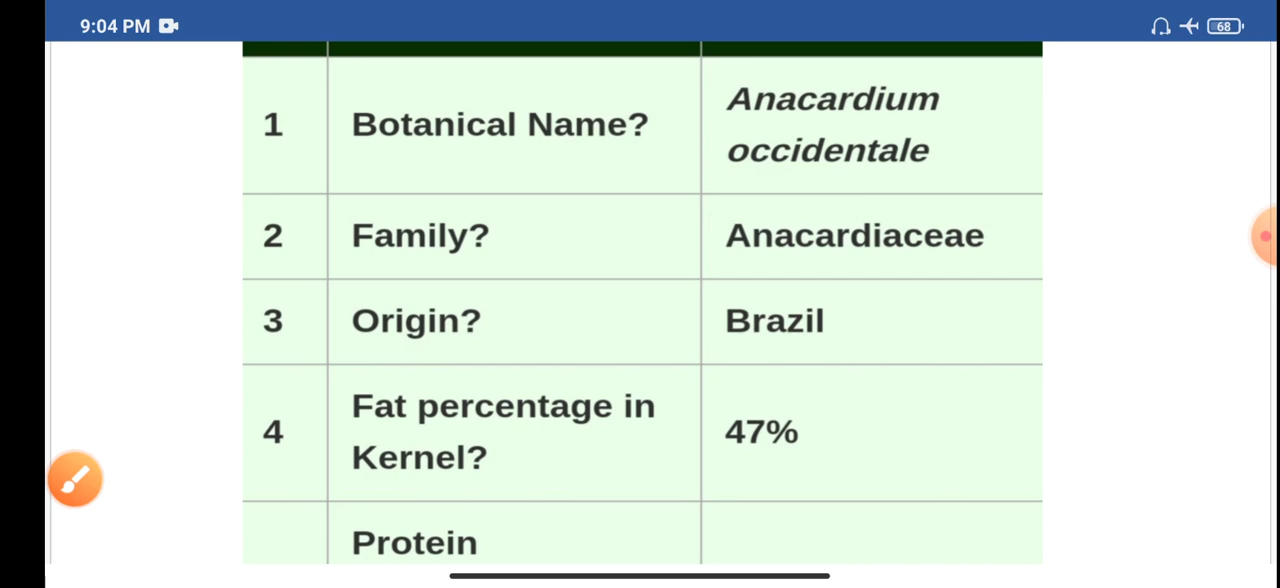 9:04 PM
68
1 Botanical Name? Anacardium
occidentale
2 Family? Anacardiaceae
3 Origin? Brazil
4 Fat percentage in
Kernel? 47%
Protein